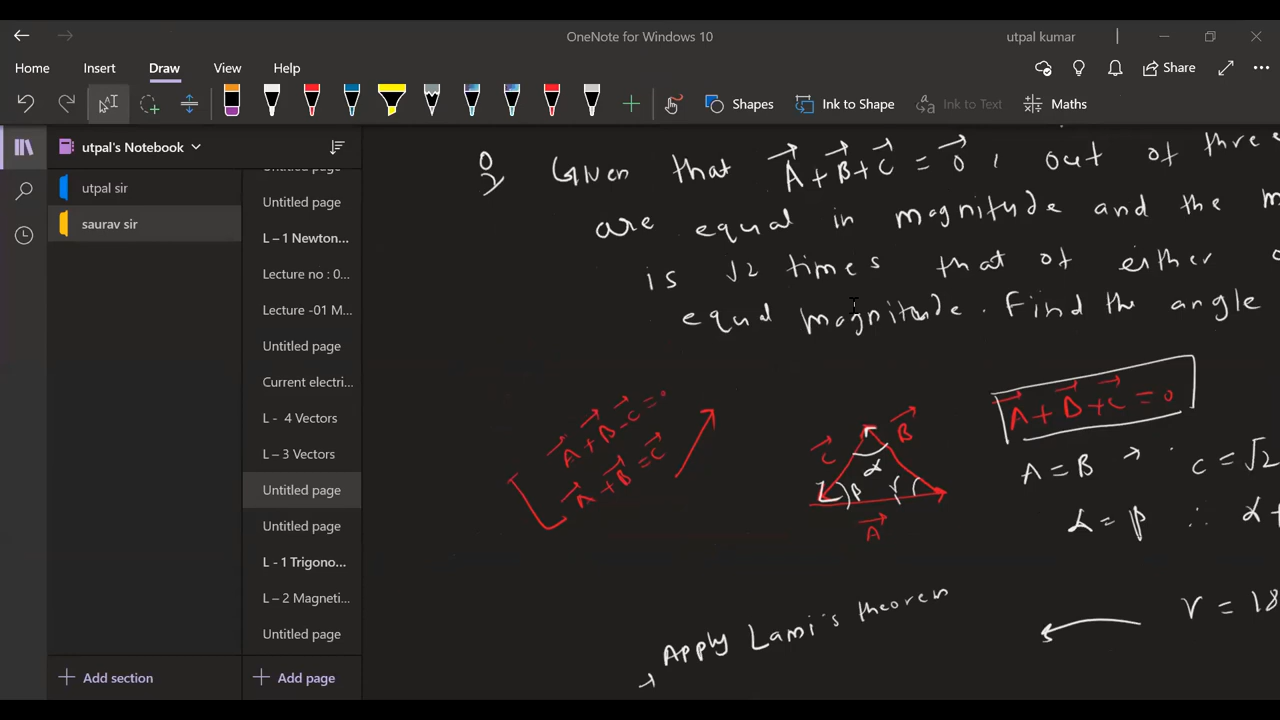 OneNote for Windows 10
utpal kumar
Home Insert Draw View Help
Share
Shapes
Ink to Shape
Ink to Text
Maths
utpal's Notebook
utpal sir
saurav sir
Untitled page
Untitled page
L – 1 Newton...
Lecture no : 0...
Lecture -01 M...
Untitled page
Current electri...
L - 4 Vectors
L – 3 Vectors
Untitled page
Untitled page
L - 1 Trigono...
L – 2 Magneti...
Untitled page
Add section
Add page
Given that A⃗ + B⃗ + C⃗ = 0⃗, out of three
are equal in magnitude and the m
is √2 times that of either o
equal magnitude. Find the angle
A⃗ + B⃗ - C⃗ = 0
A⃗ + B⃗ = C⃗
C⃗ B⃗
α
β γ
A⃗
A⃗ + B⃗ + C⃗ = 0
A = B → C = √2
α = β ∴ α +
γ = 18
Apply Lami's theorem